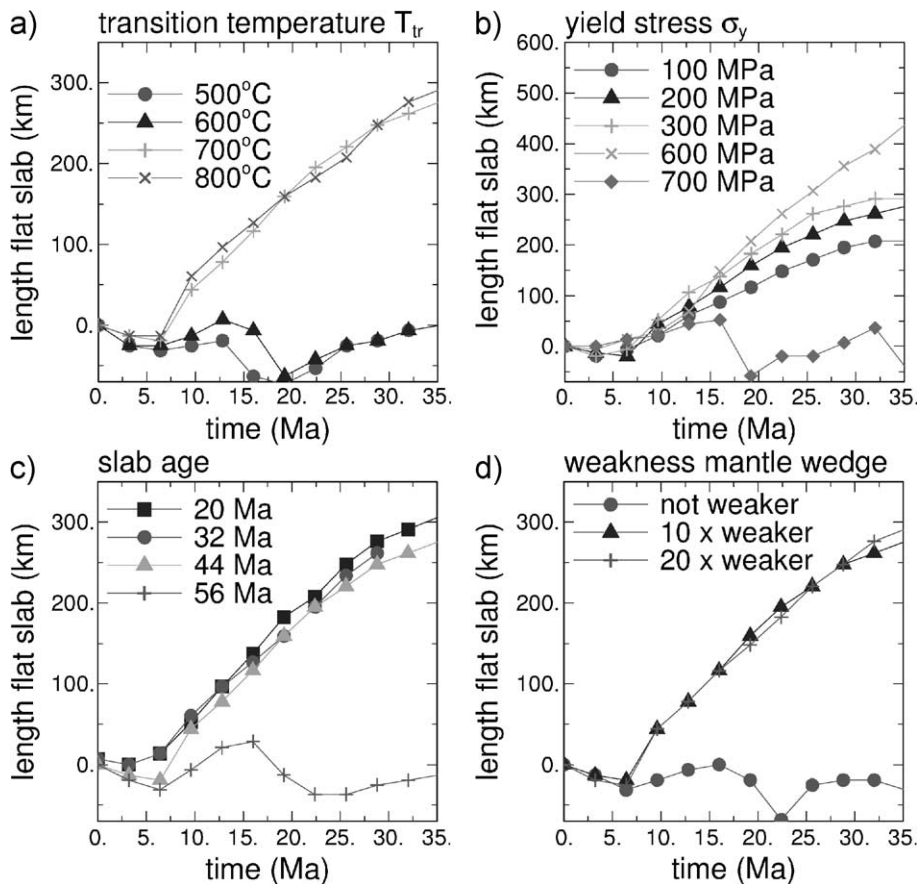 a) transition temperature T_tr
length flat slab (km)
300.
200.
100.
0.
500°C
600°C
700°C
800°C
0. 5. 10. 15. 20. 25. 30. 35.
time (Ma)
b) yield stress σ_y
length flat slab (km)
600.
500.
400.
300.
200.
100.
0.
100 MPa
200 MPa
300 MPa
600 MPa
700 MPa
0. 5. 10. 15. 20. 25. 30. 35.
time (Ma)
c) slab age
length flat slab (km)
300.
200.
100.
0.
20 Ma
32 Ma
44 Ma
56 Ma
0. 5. 10. 15. 20. 25. 30. 35.
time (Ma)
d) weakness mantle wedge
length flat slab (km)
300.
200.
100.
0.
not weaker
10 x weaker
20 x weaker
0. 5. 10. 15. 20. 25. 30. 35.
time (Ma)